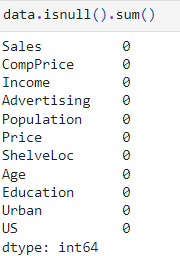 data.isnull().sum()
Sales 0
CompPrice 0
Income 0
Advertising 0
Population 0
Price 0
ShelveLoc 0
Age 0
Education 0
Urban 0
US 0
dtype: int64